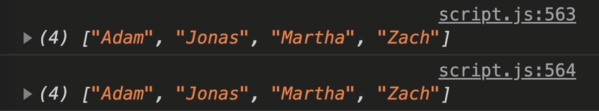 script.js:563
(4) ["Adam", "Jonas", "Martha", "Zach"]
script.js:564
(4) ["Adam", "Jonas", "Martha", "Zach"]